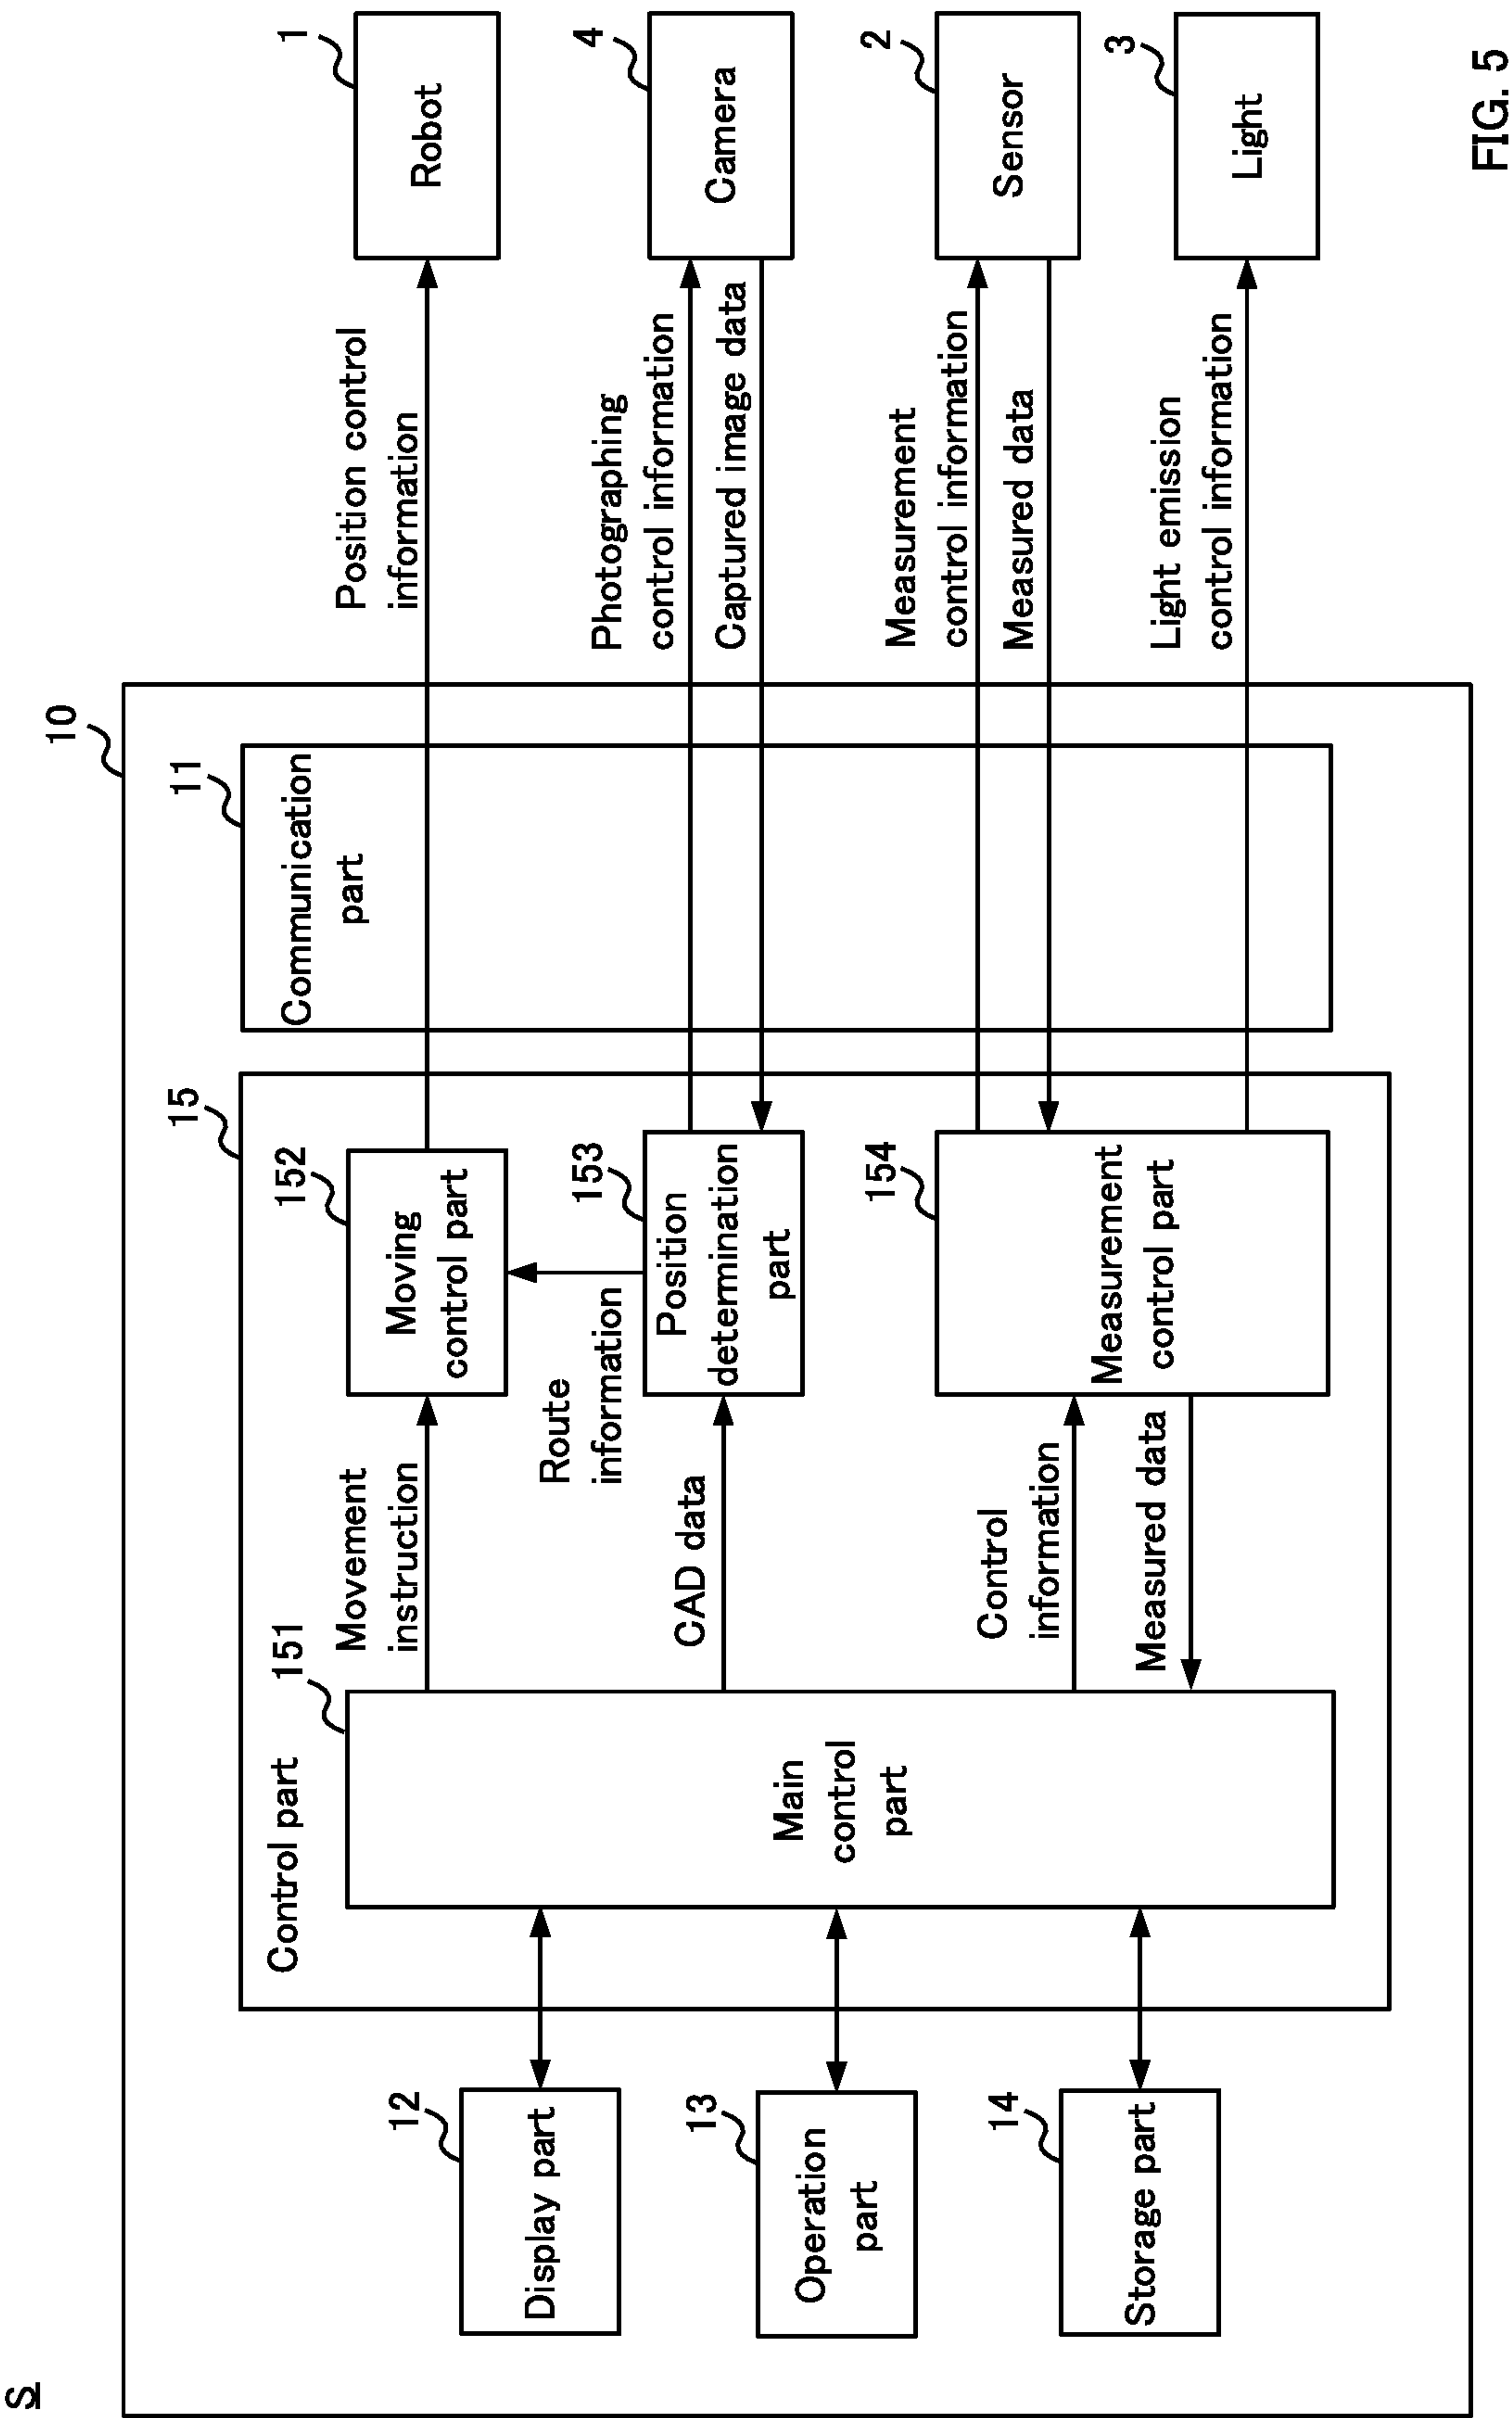 S
10
Control part
15
Communication
part
11
Display part
12
Operation
part
13
Storage part
14
Main
control
part
151
Movement
instruction
CAD data
Control
information
Measured data
Moving
control part
152
Route
information
Position
determination
part
153
Measurement
control part
154
Position control
information
Photographing
control information
Captured image data
Measurement
control information
Measured data
Light emission
control information
Robot
1
Camera
4
Sensor
2
Light
3
FIG. 5